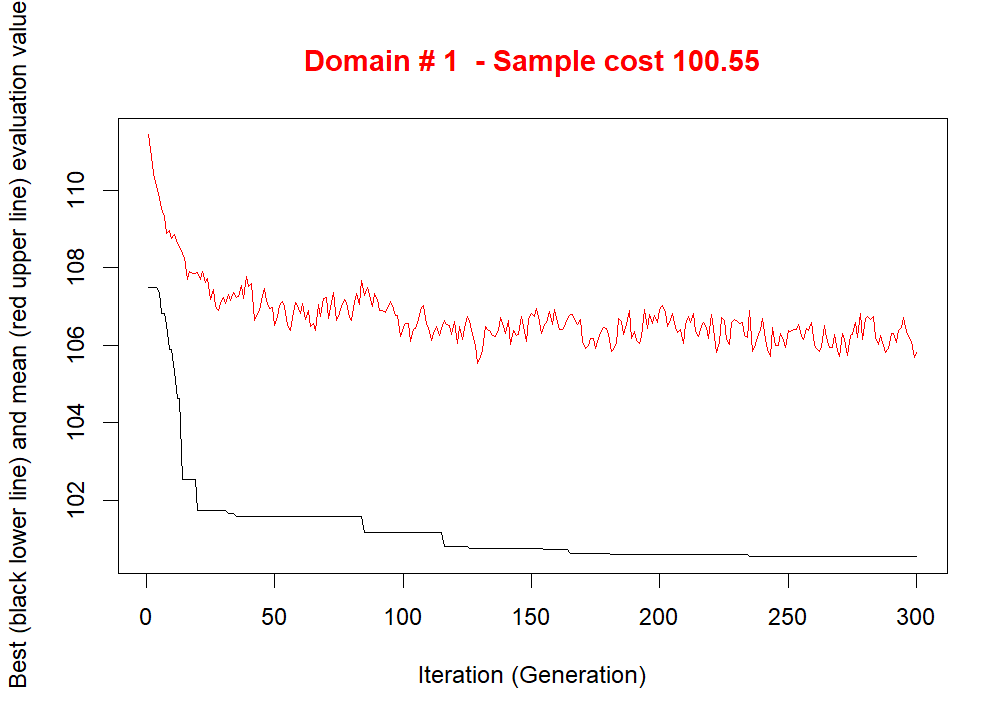 Domain # 1  - Sample cost 100.55
Best (black lower line) and mean (red upper line) evaluation value
110
108
106
104
102
0 50 100 150 200 250 300
Iteration (Generation)